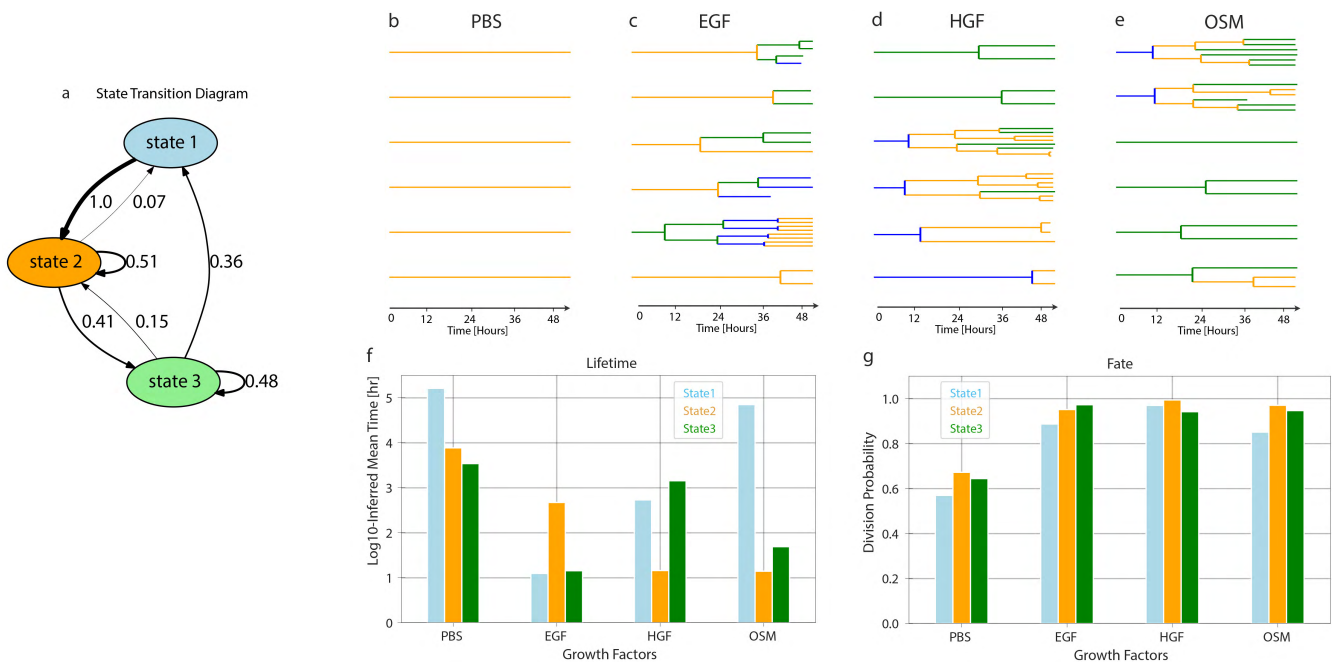 a State Transition Diagram
state 1
1.0 0.07
state 2
0.51
0.36
0.41 0.15
state 3
0.48
b PBS
0 12 24 36 48
Time [Hours]
c EGF
0 12 24 36 48
Time [Hours]
d HGF
0 12 24 36 48
Time [Hours]
e OSM
0 12 24 36 48
Time [Hours]
f Lifetime
Log10-Inferred Mean Time [hr]
5
4
3
2
1
0
State1
State2
State3
PBS EGF HGF OSM
Growth Factors
g Fate
Division Probability
1.0
0.8
0.6
0.4
0.2
0.0
State1
State2
State3
PBS EGF HGF OSM
Growth Factors